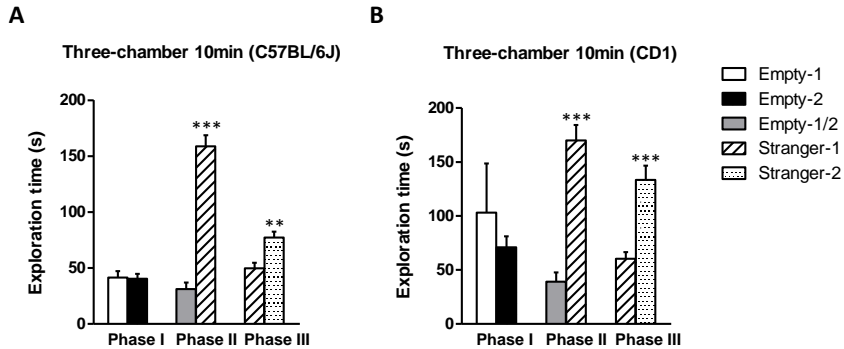 A
Three-chamber 10min (C57BL/6J)
Exploration time (s)
200
150
100
50
0
***
**
Phase I Phase II Phase III
B
Three-chamber 10min (CD1)
Exploration time (s)
200
150
100
50
0
***
***
Phase I Phase II Phase III
Empty-1
Empty-2
Empty-1/2
Stranger-1
Stranger-2